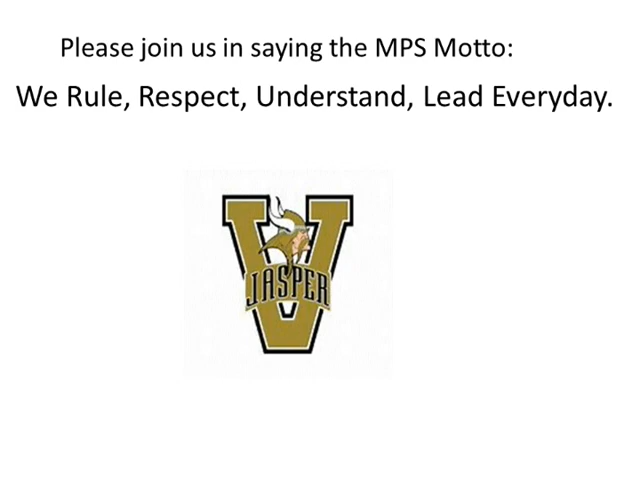 Please join us in saying the MPS Motto:
We Rule, Respect, Understand, Lead Everyday.
V
JASPER